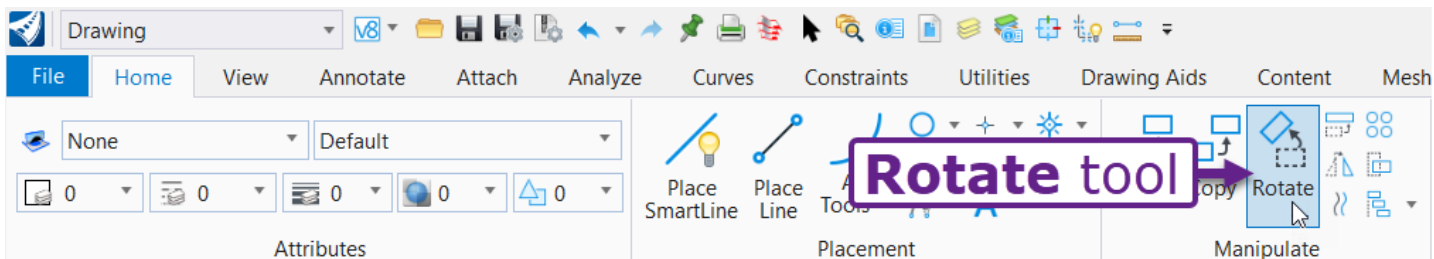 Drawing V8
File Home View Annotate Attach Analyze Curves Constraints Utilities Drawing Aids Content Mesh
None Default
0 0 0 0 0
Place SmartLine
Place Line
Tools
Rotate tool
Copy
Rotate
Attributes Placement Manipulate